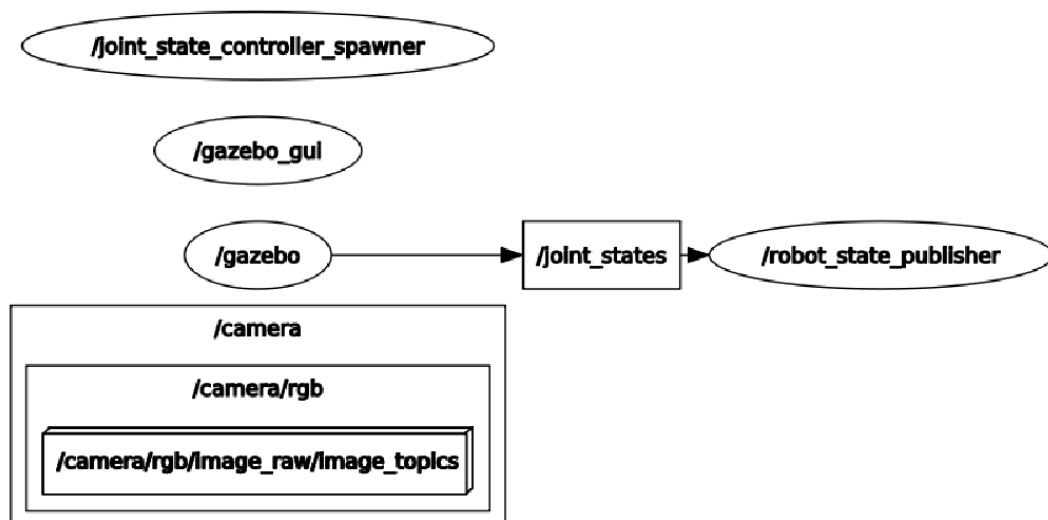 /joint_state_controller_spawner
/gazebo_gui
/gazebo
/joint_states
/robot_state_publisher
/camera
/camera/rgb
/camera/rgb/image_raw/image_topics